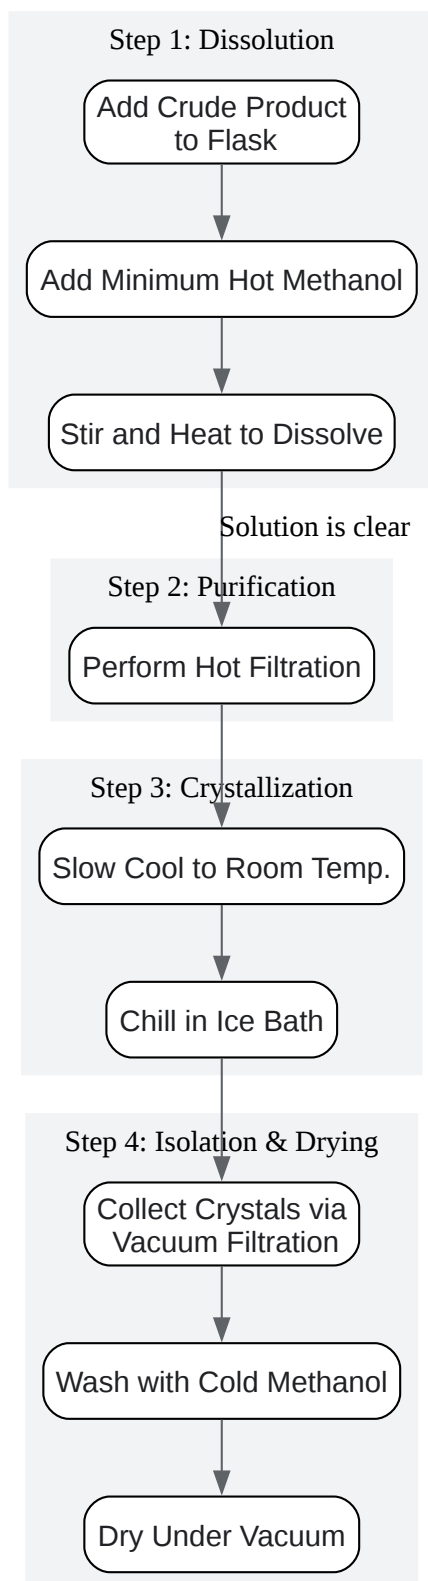 Step 1: Dissolution
Add Crude Product
to Flask
Add Minimum Hot Methanol
Stir and Heat to Dissolve
Solution is clear
Step 2: Purification
Perform Hot Filtration
Step 3: Crystallization
Slow Cool to Room Temp.
Chill in Ice Bath
Step 4: Isolation & Drying
Collect Crystals via
Vacuum Filtration
Wash with Cold Methanol
Dry Under Vacuum